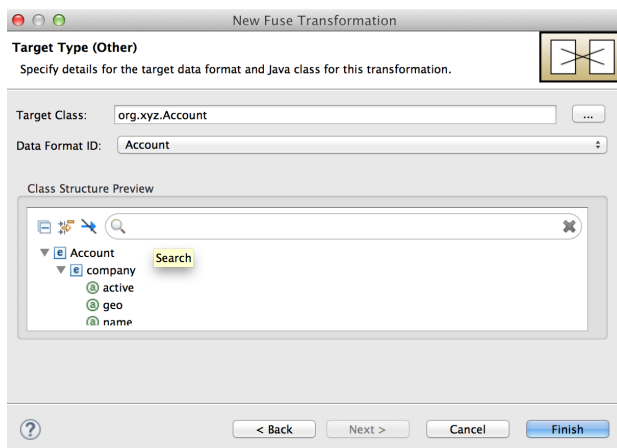 New Fuse Transformation
Target Type (Other)
Specify details for the target data format and Java class for this transformation.
Target Class: org.xyz.Account ...
Data Format ID: Account
Class Structure Preview
e Account
Search
e company
a active
a geo
a name
? < Back Next > Cancel Finish